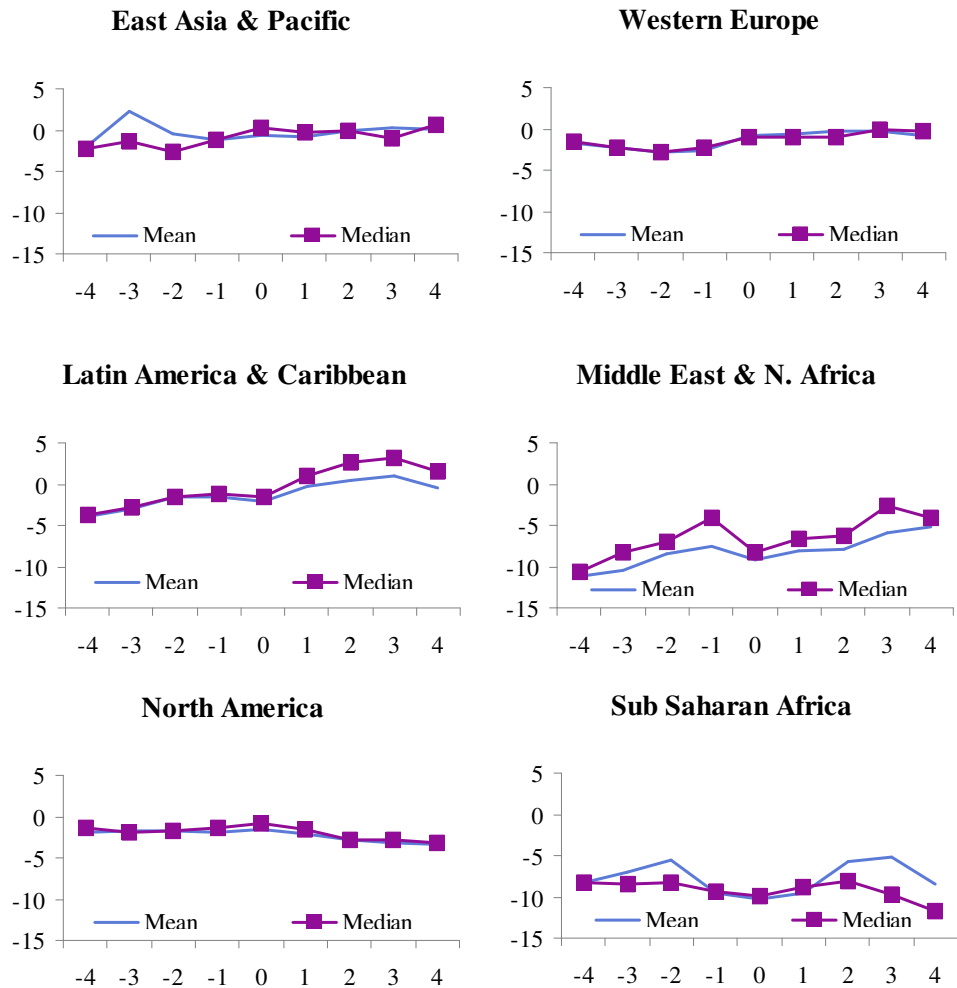 East Asia & Pacific
5
0
-5
-10
-15
Mean Median
-4 -3 -2 -1 0 1 2 3 4
Western Europe
5
0
-5
-10
-15
Mean Median
-4 -3 -2 -1 0 1 2 3 4
Latin America & Caribbean
5
0
-5
-10
-15
Mean Median
-4 -3 -2 -1 0 1 2 3 4
Middle East & N. Africa
5
0
-5
-10
-15
Mean Median
-4 -3 -2 -1 0 1 2 3 4
North America
5
0
-5
-10
-15
Mean Median
-4 -3 -2 -1 0 1 2 3 4
Sub Saharan Africa
5
0
-5
-10
-15
Mean Median
-4 -3 -2 -1 0 1 2 3 4